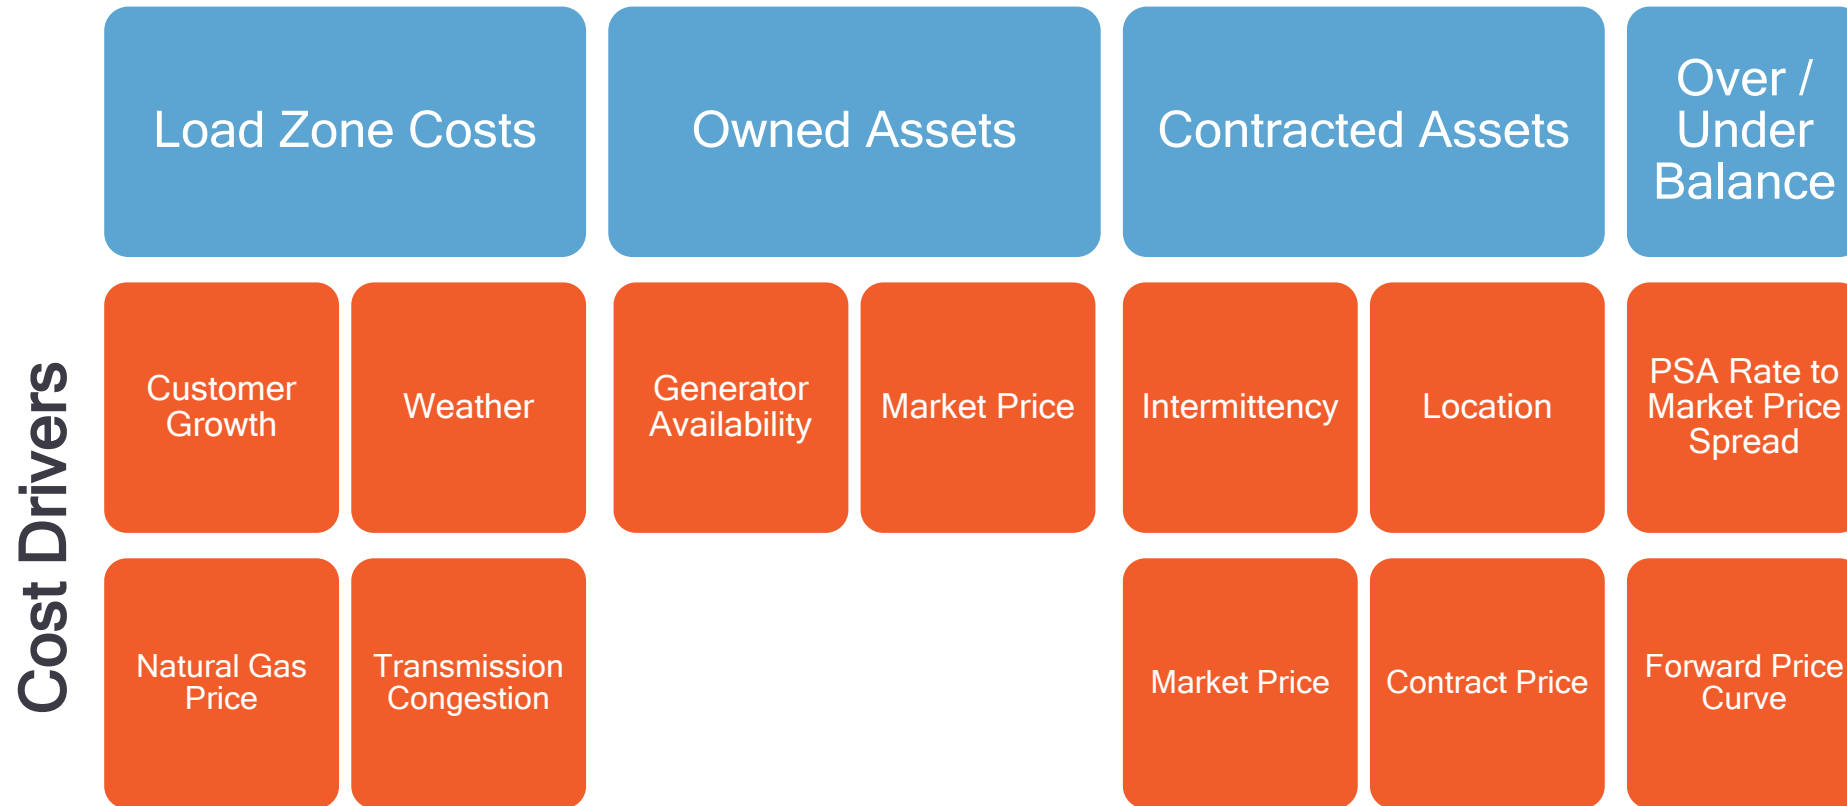 Load Zone Costs
Owned Assets
Contracted Assets
Over /
Under
Balance
Cost Drivers
Customer
Growth
Weather
Generator
Availability
Market Price
Intermittency
Location
PSA Rate to
Market Price
Spread
Natural Gas
Price
Transmission
Congestion
Market Price
Contract Price
Forward Price
Curve